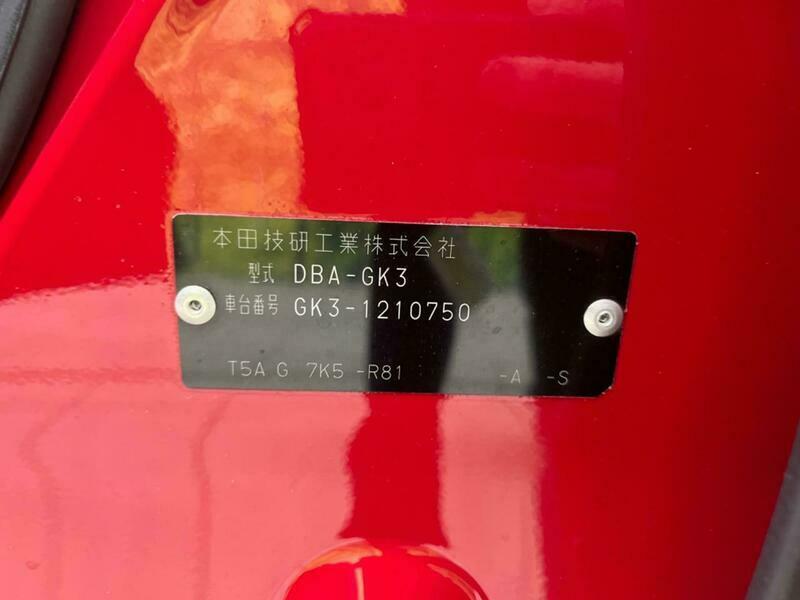 本田技研工業株式会社
型式 DBA-GK3
車台番号 GK3-1210750
T5A G 7K5 -R81 -A -S